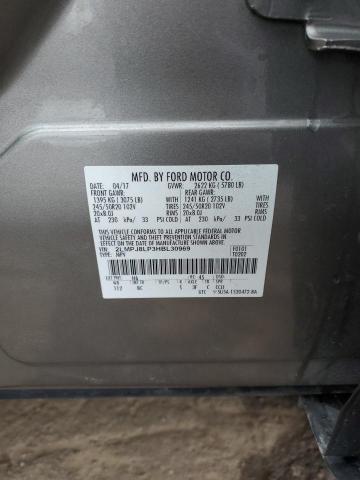 MFD. BY FORD MOTOR CO.
DATE: 04/17 GVWR: 2622 KG ( 5780 LB)
FRONT GAWR: REAR GAWR:
1395 KG ( 3075 LB) 1241 KG ( 2735 LB)
245/50R20 102V TIRES 245/50R20 102V
20x8.0J RIMS 20x8.0J
AT 230 kPa/ 33 PSI COLD AT 230 kPa/ 33 PSI COLD
THIS VEHICLE CONFORMS TO ALL APPLICABLE FEDERAL MOTOR
VEHICLE SAFETY AND THEFT PREVENTION STANDARDS IN EFFECT
ON THE DATE OF MANUFACTURE SHOWN ABOVE.
VIN: 2LMPJ8LP3HBL30969 F0101
TYPE: MPV T0202